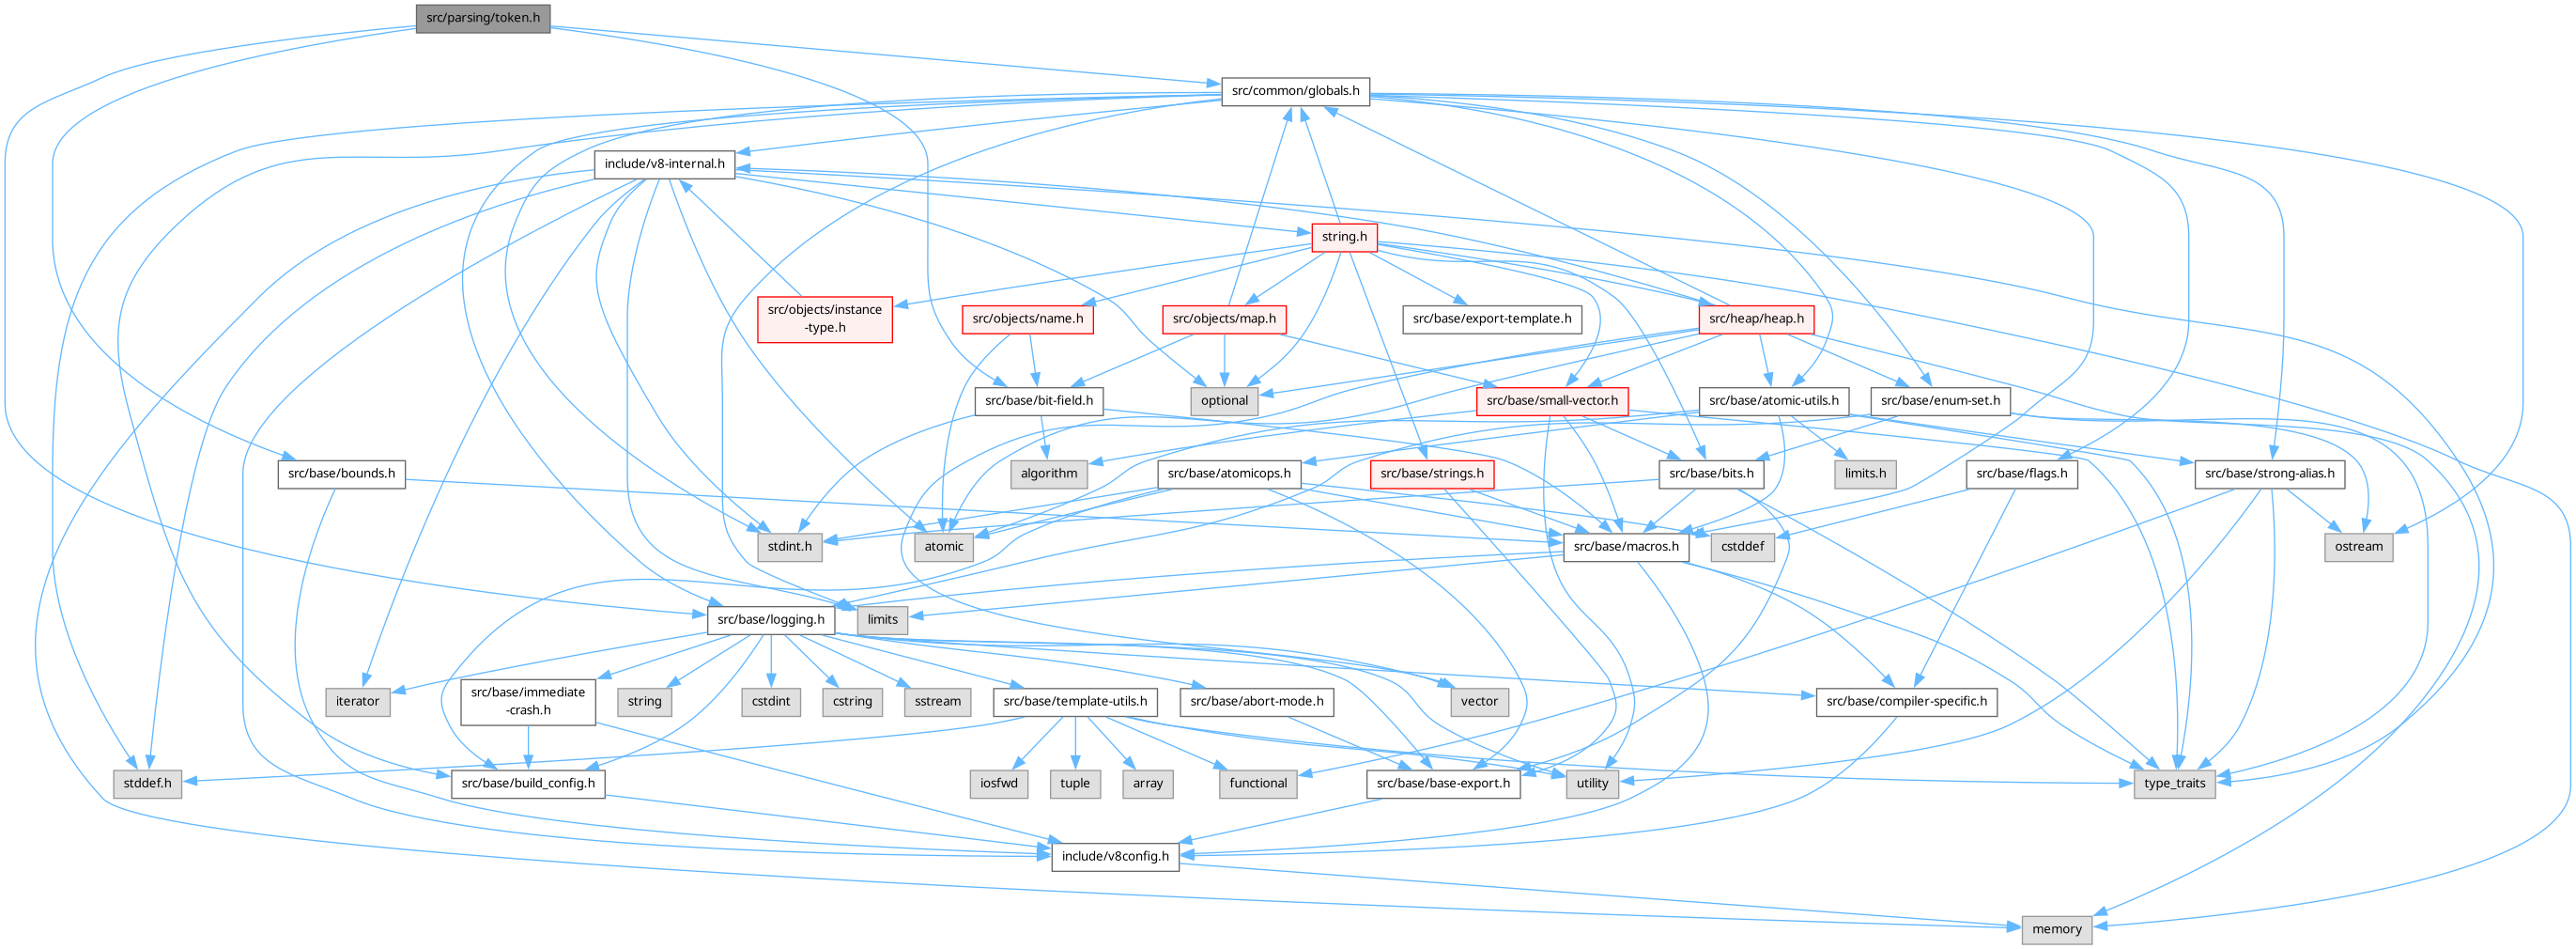 src/parsing/token.h
src/common/globals.h
include/v8-internal.h
string.h
src/objects/instance
-type.h
src/objects/name.h
src/objects/map.h
src/base/export-template.h
src/heap/heap.h
src/base/bit-field.h
optional
src/base/small-vector.h
src/base/atomic-utils.h
src/base/enum-set.h
src/base/bounds.h
algorithm
src/base/atomicops.h
src/base/strings.h
src/base/bits.h
limits.h
src/base/flags.h
src/base/strong-alias.h
stdint.h
atomic
src/base/macros.h
cstddef
ostream
src/base/logging.h
limits
iterator
src/base/immediate
-crash.h
string
cstdint
cstring
sstream
src/base/template-utils.h
src/base/abort-mode.h
vector
src/base/compiler-specific.h
stddef.h
src/base/build_config.h
iosfwd
tuple
array
functional
src/base/base-export.h
utility
type_traits
include/v8config.h
memory